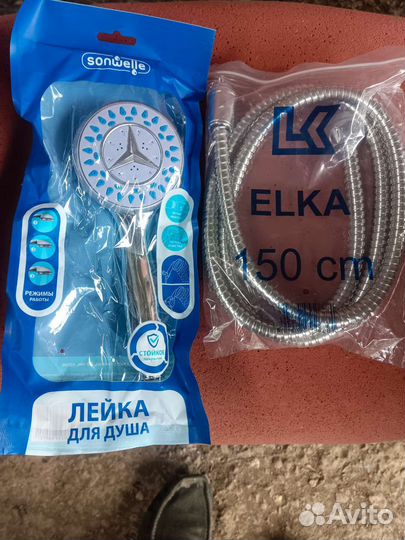 sonwelle
РЕЖИМЫ
РАБОТЫ
СТОЙКОЕ
ЛЕЙКА
ДЛЯ ДУША
LK
ELKA
150 cm
Avito